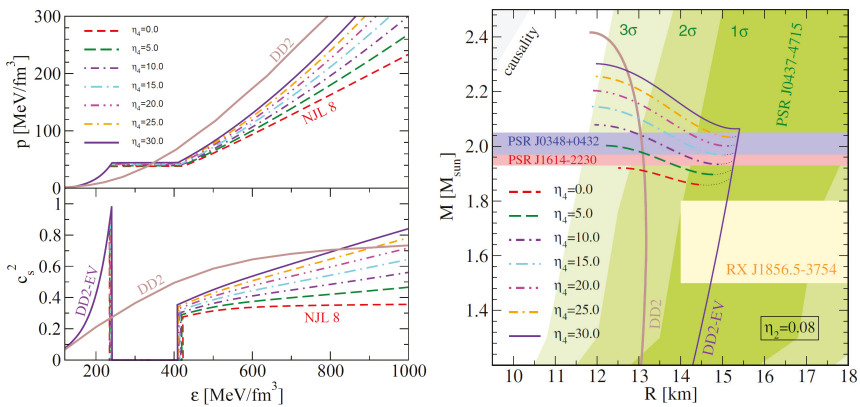 300
200
100
0
p [MeV/fm³]
η₄=0.0
η₄=5.0
η₄=10.0
η₄=15.0
η₄=20.0
η₄=25.0
η₄=30.0
DD2
NJL 8
1
0.8
0.6
0.4
0.2
0
cₛ²
DD2-EV
DD2
NJL 8
200 400 600 800 1000
ε [MeV/fm³]
2.4
2.2
2.0
1.8
1.6
1.4
M [Mₛᵤₙ]
causality
3σ 2σ 1σ
PSR J0437-4715
PSR J0348+0432
PSR J1614-2230
η₄=0.0
η₄=5.0
η₄=10.0
η₄=15.0
η₄=20.0
η₄=25.0
η₄=30.0
DD2
DD2-EV
RX J1856.5-3754
η₂=0.08
10 11 12 13 14 15 16 17 18
R [km]